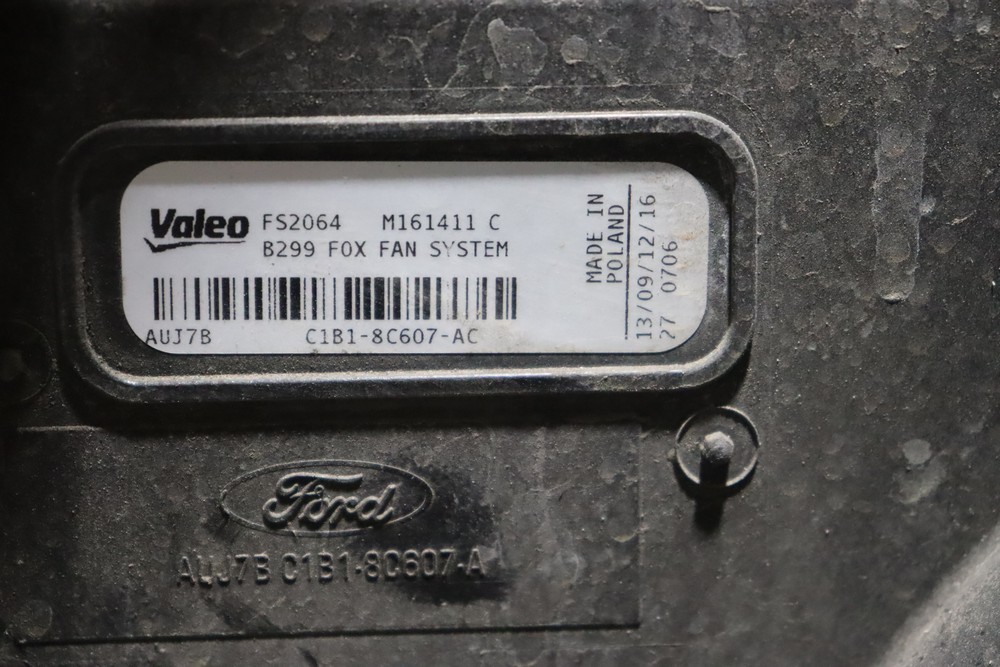 Valeo FS2064 M161411 C
B299 FOX FAN SYSTEM
AUJ7B C1B1-8C607-AC
MADE IN
POLAND
13/09/12/16
27 0706
Ford
AUJ7B C1B1-8C607-A